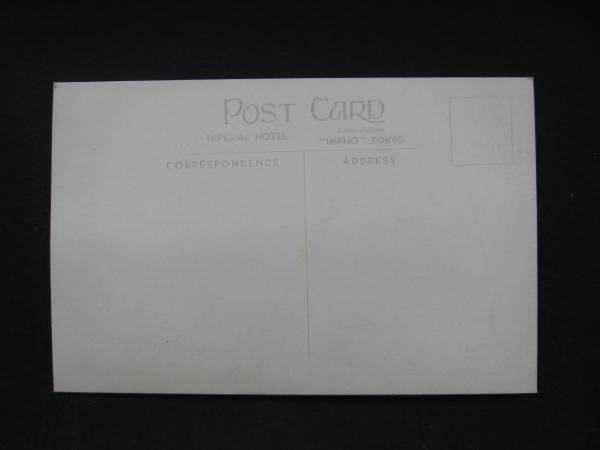 POST CARD
Cable Address
IMPERIAL HOTEL "IMPHO" TOKYO
CORRESPONDENCE ADDRESS